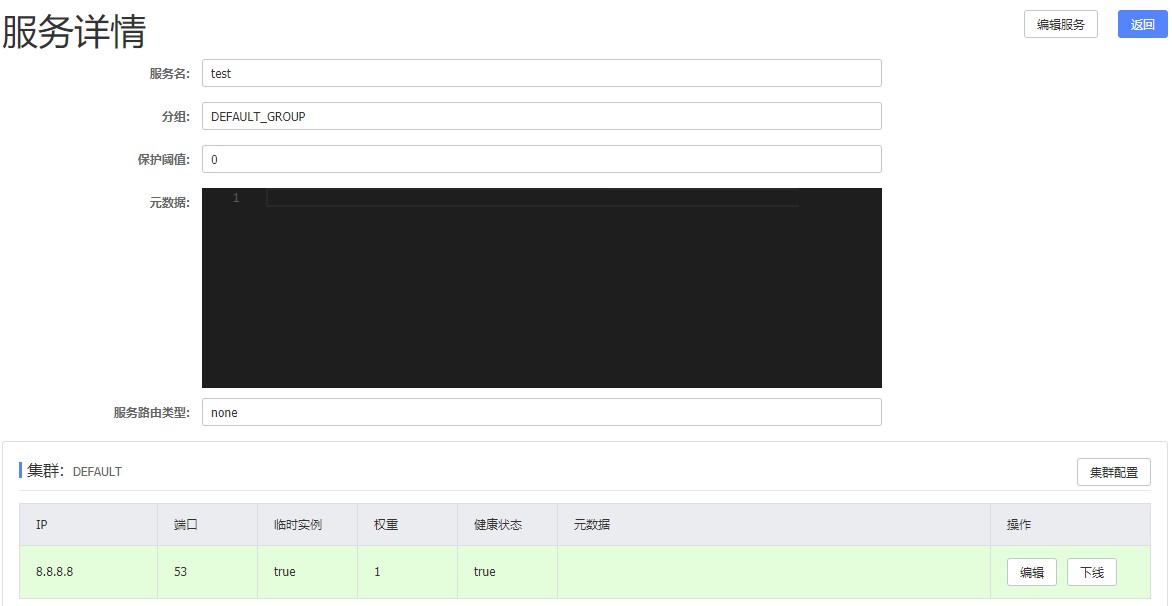 服务详情
编辑服务 返回
服务名: test
分组: DEFAULT_GROUP
保护阈值: 0
元数据: 1
服务路由类型: none
集群: DEFAULT 集群配置
IP 端口 临时实例 权重 健康状态 元数据 操作
8.8.8.8 53 true 1 true 编辑 下线